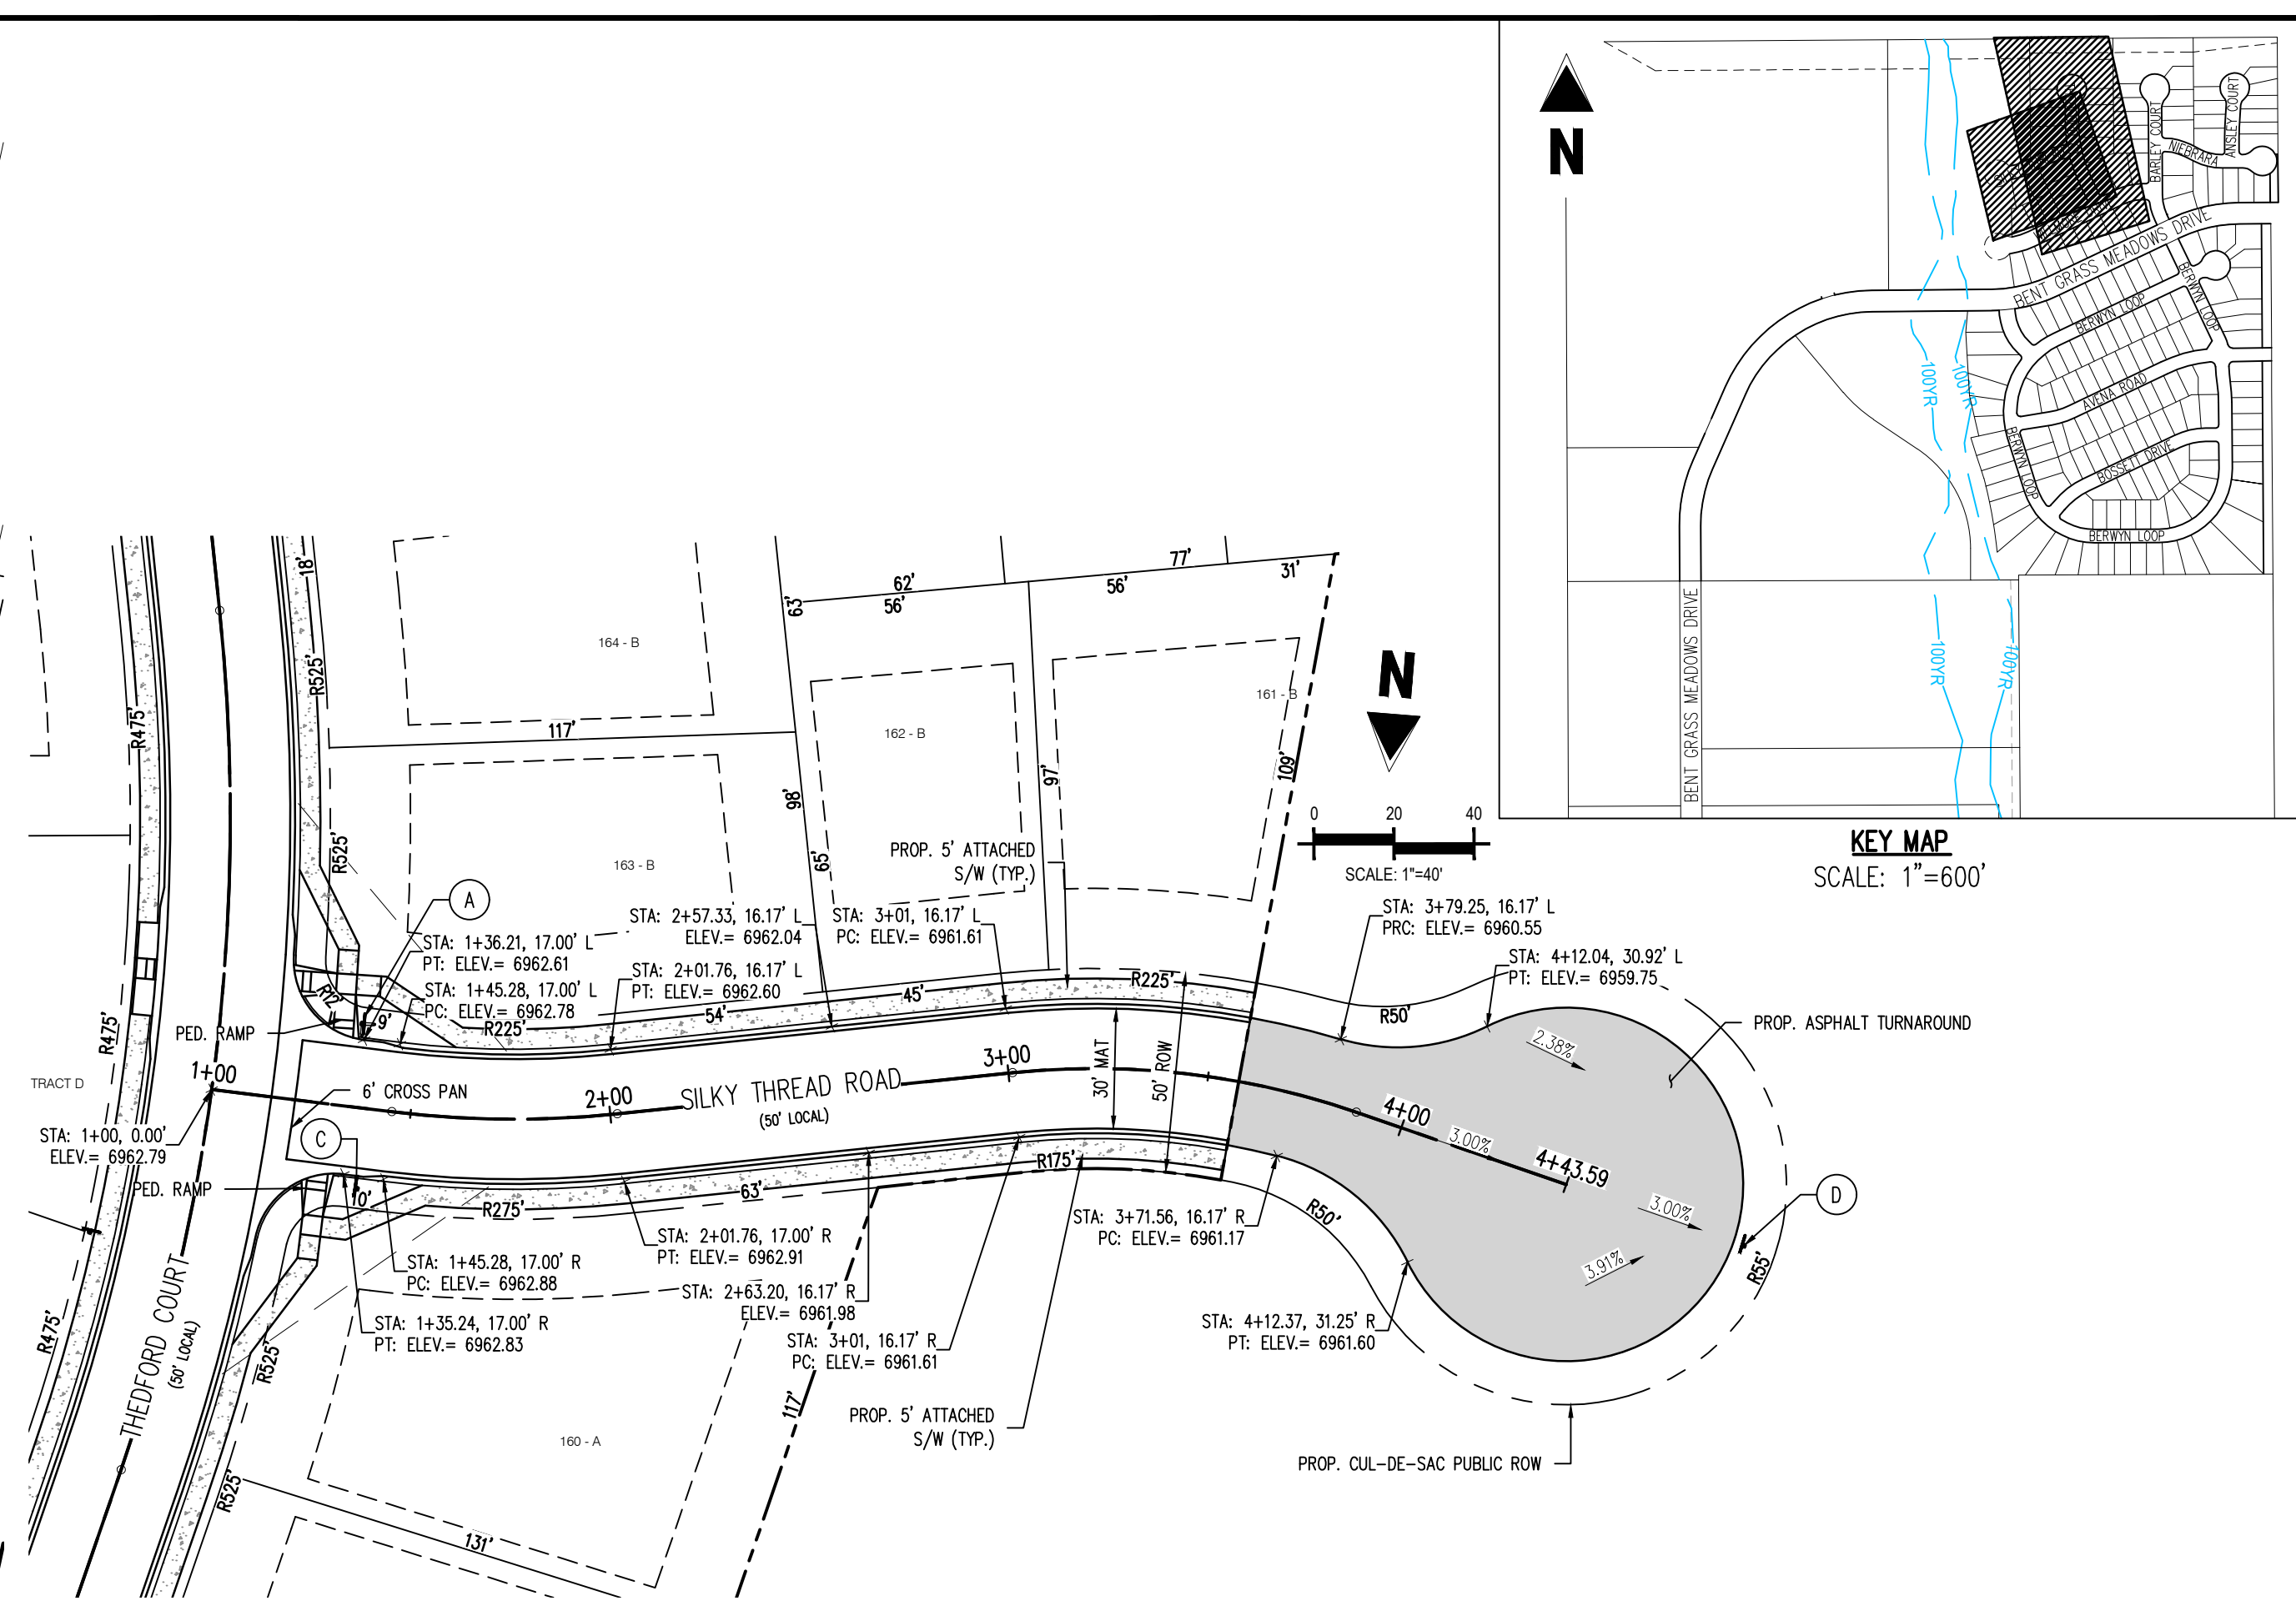 N
ANSLEY COURT
BARLEY COURT
NIEBRARA
BENT GRASS MEADOWS DRIVE
BERWYN LOOP
BERWYN LOOP
AVENA ROAD
BERWYN LOOP
BOSSETT DRIVE
BERWYN LOOP
100YR
100YR
100YR
100YR
BENT GRASS MEADOWS DRIVE
KEY MAP
SCALE: 1"=600'
N
0 20 40
SCALE: 1"=40'
18'
R525'
R475'
164 - B
117'
63'
62'
56'
77'
56'
31'
162 - B
161 - B
98'
97'
109'
65'
R525'
163 - B
PROP. 5' ATTACHED
S/W (TYP.)
A
STA: 1+36.21, 17.00' L
PT: ELEV.= 6962.61
STA: 1+45.28, 17.00' L
PC: ELEV.= 6962.78
STA: 2+57.33, 16.17' L
ELEV.= 6962.04
STA: 2+01.76, 16.17' L
PT: ELEV.= 6962.60
STA: 3+01, 16.17' L
PC: ELEV.= 6961.61
STA: 3+79.25, 16.17' L
PRC: ELEV.= 6960.55
STA: 4+12.04, 30.92' L
PT: ELEV.= 6959.75
R12'
9'
PED. RAMP
R225'
54'
45'
R225'
R50'
PROP. ASPHALT TURNAROUND
2.38%
R475'
TRACT D
1+00
6' CROSS PAN
2+00
SILKY THREAD ROAD
(50' LOCAL)
3+00
30' MAT
50' ROW
4+00
3.00%
4+43.59
3.00%
3.91%
D
R55'
STA: 1+00, 0.00'
ELEV.= 6962.79
C
PED. RAMP
R275'
63'
R175'
R50'
STA: 1+45.28, 17.00' R
PC: ELEV.= 6962.88
STA: 1+35.24, 17.00' R
PT: ELEV.= 6962.83
STA: 2+01.76, 17.00' R
PT: ELEV.= 6962.91
STA: 2+63.20, 16.17' R
ELEV.= 6961.98
STA: 3+01, 16.17' R
PC: ELEV.= 6961.61
STA: 3+71.56, 16.17' R
PC: ELEV.= 6961.17
STA: 4+12.37, 31.25' R
PT: ELEV.= 6961.60
THEDFORD COURT
(50' LOCAL)
R475'
R525'
R525'
160 - A
117'
131'
PROP. 5' ATTACHED
S/W (TYP.)
PROP. CUL-DE-SAC PUBLIC ROW